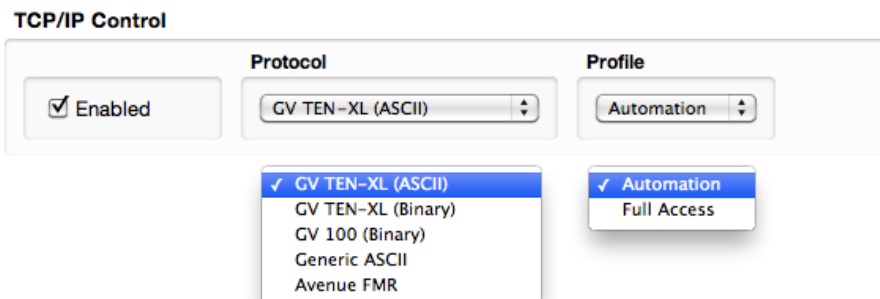 TCP/IP Control
Protocol Profile
Enabled GV TEN-XL (ASCII) Automation
✓ GV TEN-XL (ASCII) ✓ Automation
GV TEN-XL (Binary) Full Access
GV 100 (Binary)
Generic ASCII
Avenue FMR